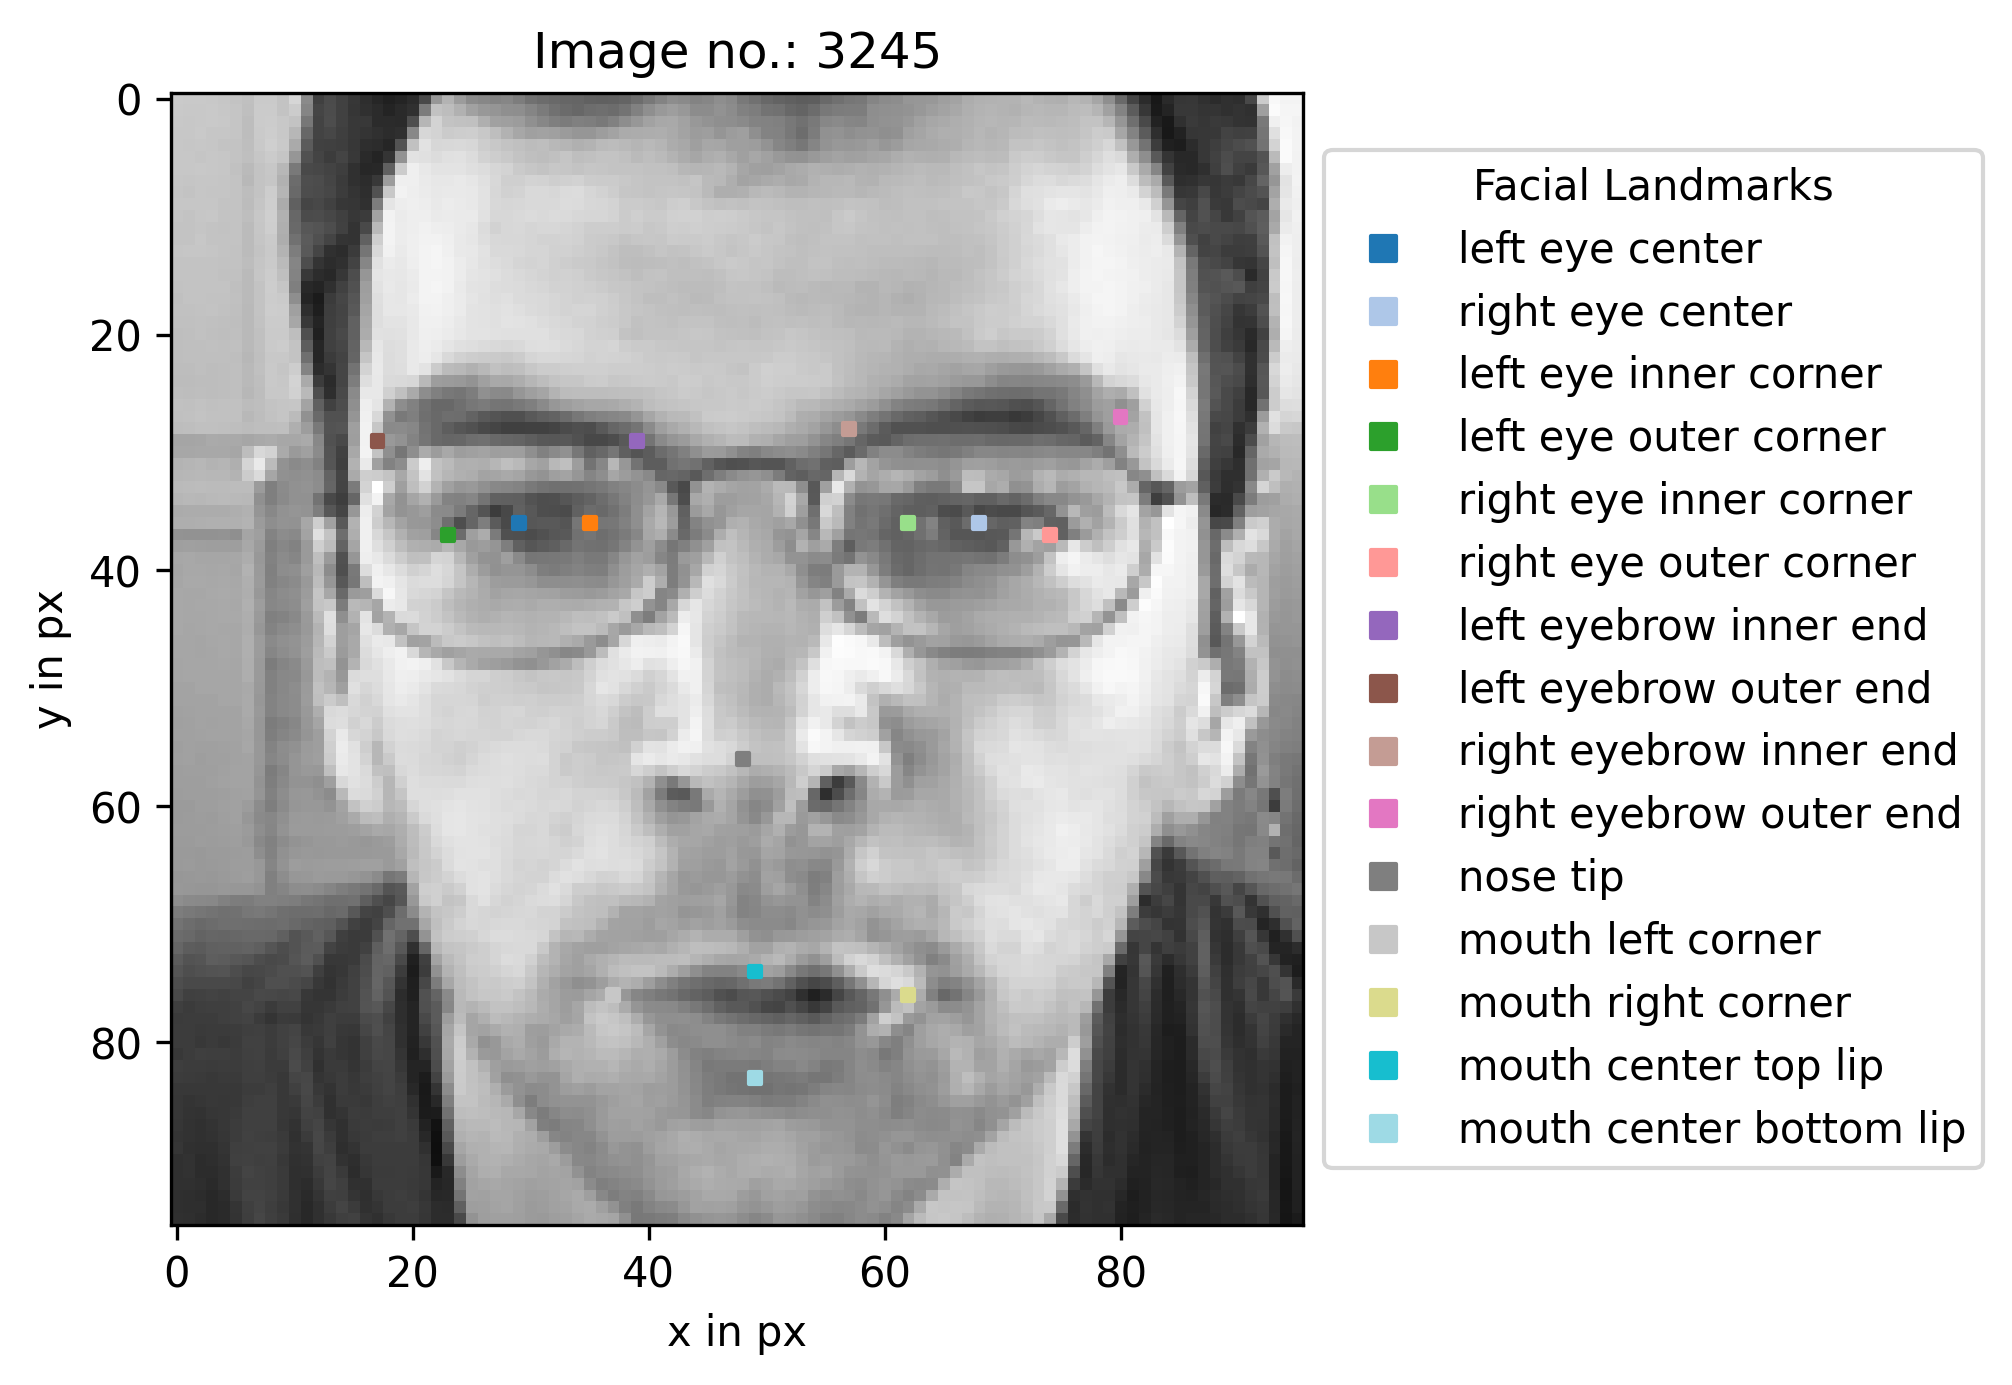 Image no.: 3245
0
20
40
60
80
y in px
0 20 40 60 80
x in px
Facial Landmarks
left eye center
right eye center
left eye inner corner
left eye outer corner
right eye inner corner
right eye outer corner
left eyebrow inner end
left eyebrow outer end
right eyebrow inner end
right eyebrow outer end
nose tip
mouth left corner
mouth right corner
mouth center top lip
mouth center bottom lip